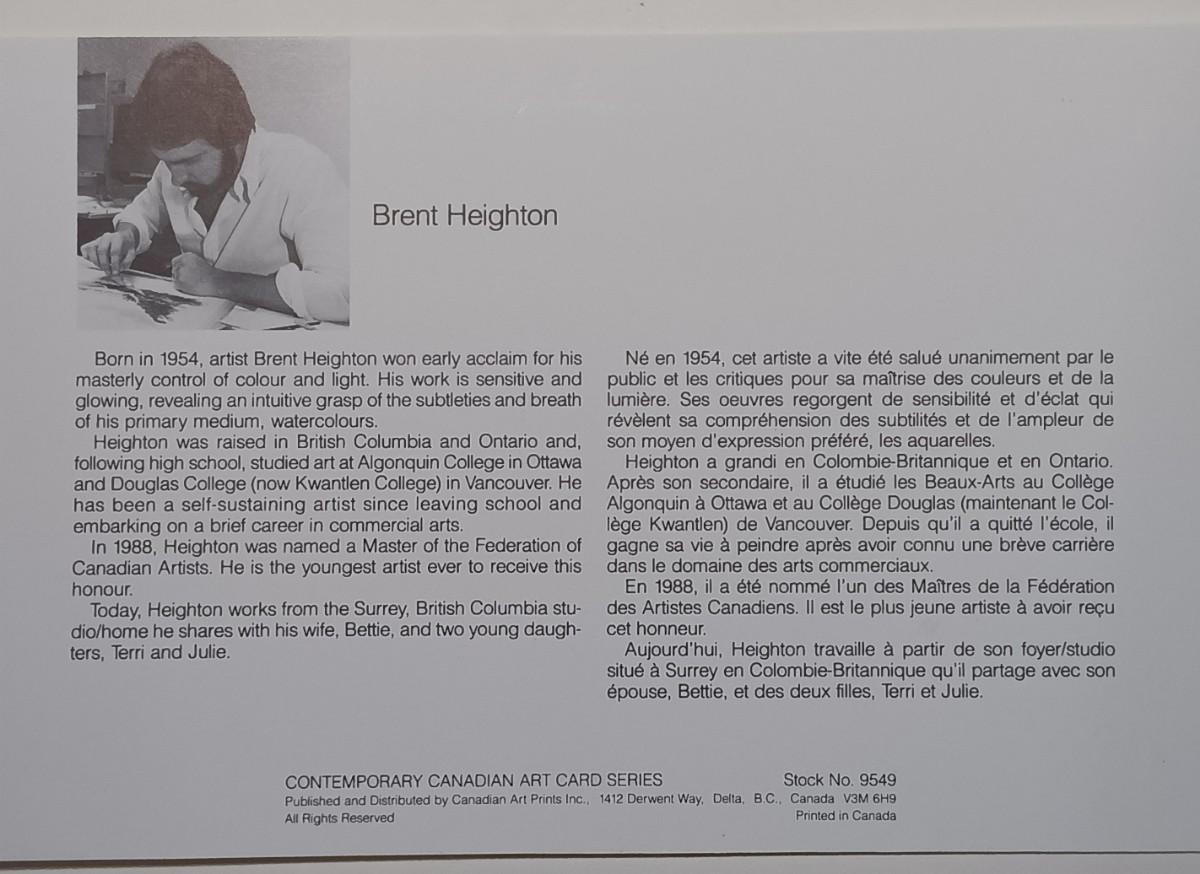 Brent Heighton
Born in 1954, artist Brent Heighton won early acclaim for his
masterly control of colour and light. His work is sensitive and
glowing, revealing an intuitive grasp of the subtleties and breath
of his primary medium, watercolours.
Heighton was raised in British Columbia and Ontario and,
following high school, studied art at Algonquin College in Ottawa
and Douglas College (now Kwantlen College) in Vancouver. He
has been a self-sustaining artist since leaving school and
embarking on a brief career in commercial arts.
In 1988, Heighton was named a Master of the Federation of
Canadian Artists. He is the youngest artist ever to receive this
honour.
Today, Heighton works from the Surrey, British Columbia stu-
dio/home he shares with his wife, Bettie, and two young daugh-
ters, Terri and Julie.
Né en 1954, cet artiste a vite été salué unanimement par le
public et les critiques pour sa maîtrise des couleurs et de la
lumière. Ses oeuvres regorgent de sensibilité et d'éclat qui
révèlent sa compréhension des subtilités et de l'ampleur de
son moyen d'expression préféré, les aquarelles.
Heighton a grandi en Colombie-Britannique et en Ontario.
Après son secondaire, il a étudié les Beaux-Arts au Collège
Algonquin à Ottawa et au Collège Douglas (maintenant le Col-
lège Kwantlen) de Vancouver. Depuis qu'il a quitté l'école, il
gagne sa vie à peindre après avoir connu une brève carrière
dans le domaine des arts commerciaux.
En 1988, il a été nommé l'un des Maîtres de la Fédération
des Artistes Canadiens. Il est le plus jeune artiste à avoir reçu
cet honneur.
Aujourd'hui, Heighton travaille à partir de son foyer/studio
situé à Surrey en Colombie-Britannique qu'il partage avec son
épouse, Bettie, et des deux filles, Terri et Julie.
CONTEMPORARY CANADIAN ART CARD SERIES Stock No. 9549
Published and Distributed by Canadian Art Prints Inc., 1412 Derwent Way, Delta, B.C., Canada V3M 6H9
All Rights Reserved Printed in Canada